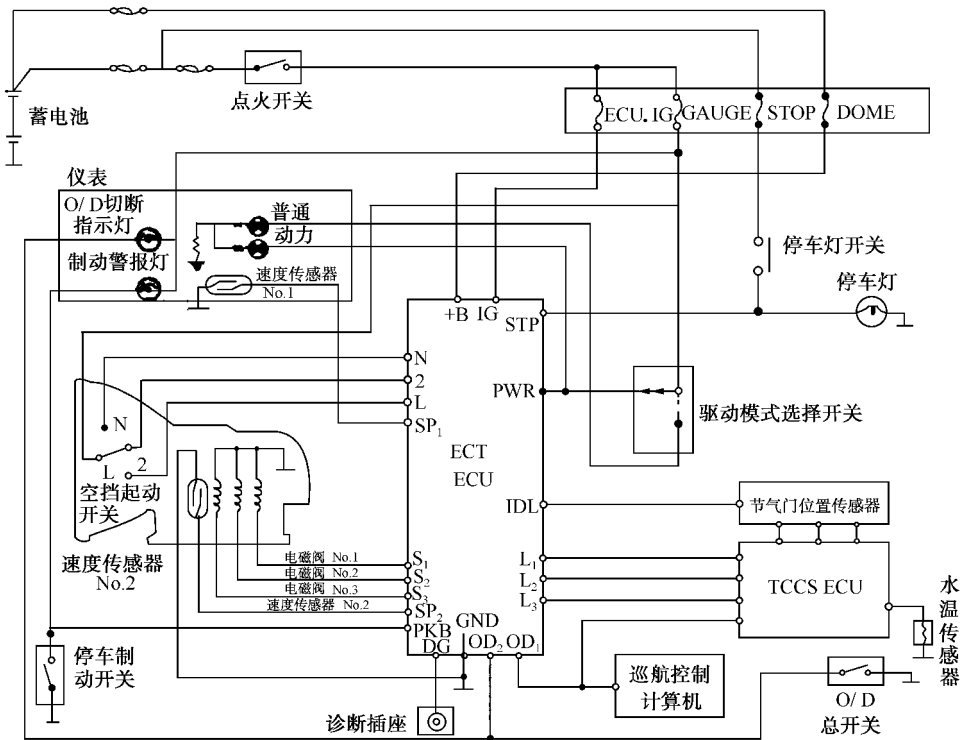 点火开关
蓄电池
ECU. IG
GAUGE
STOP
DOME
仪表
O/ D切断
指示灯
普通
动力
制动警报灯
速度传感器
No.1
停车灯开关
停车灯
+B
IG
STP
N
2
L
SP1
PWR
驱动模式选择开关
ECT
ECU
N
L
2
空挡起动
开关
IDL
节气门位置传感器
速度传感器
No.2
电磁阀 No.1
电磁阀 No.2
电磁阀 No.3
速度传感器 No.2
S1
S2
S3
SP2
L1
L2
L3
TCCS ECU
水温传感器
PKB
DG
GND
OD2
OD1
停车制
动开关
诊断插座
巡航控制
计算机
O/ D
总开关